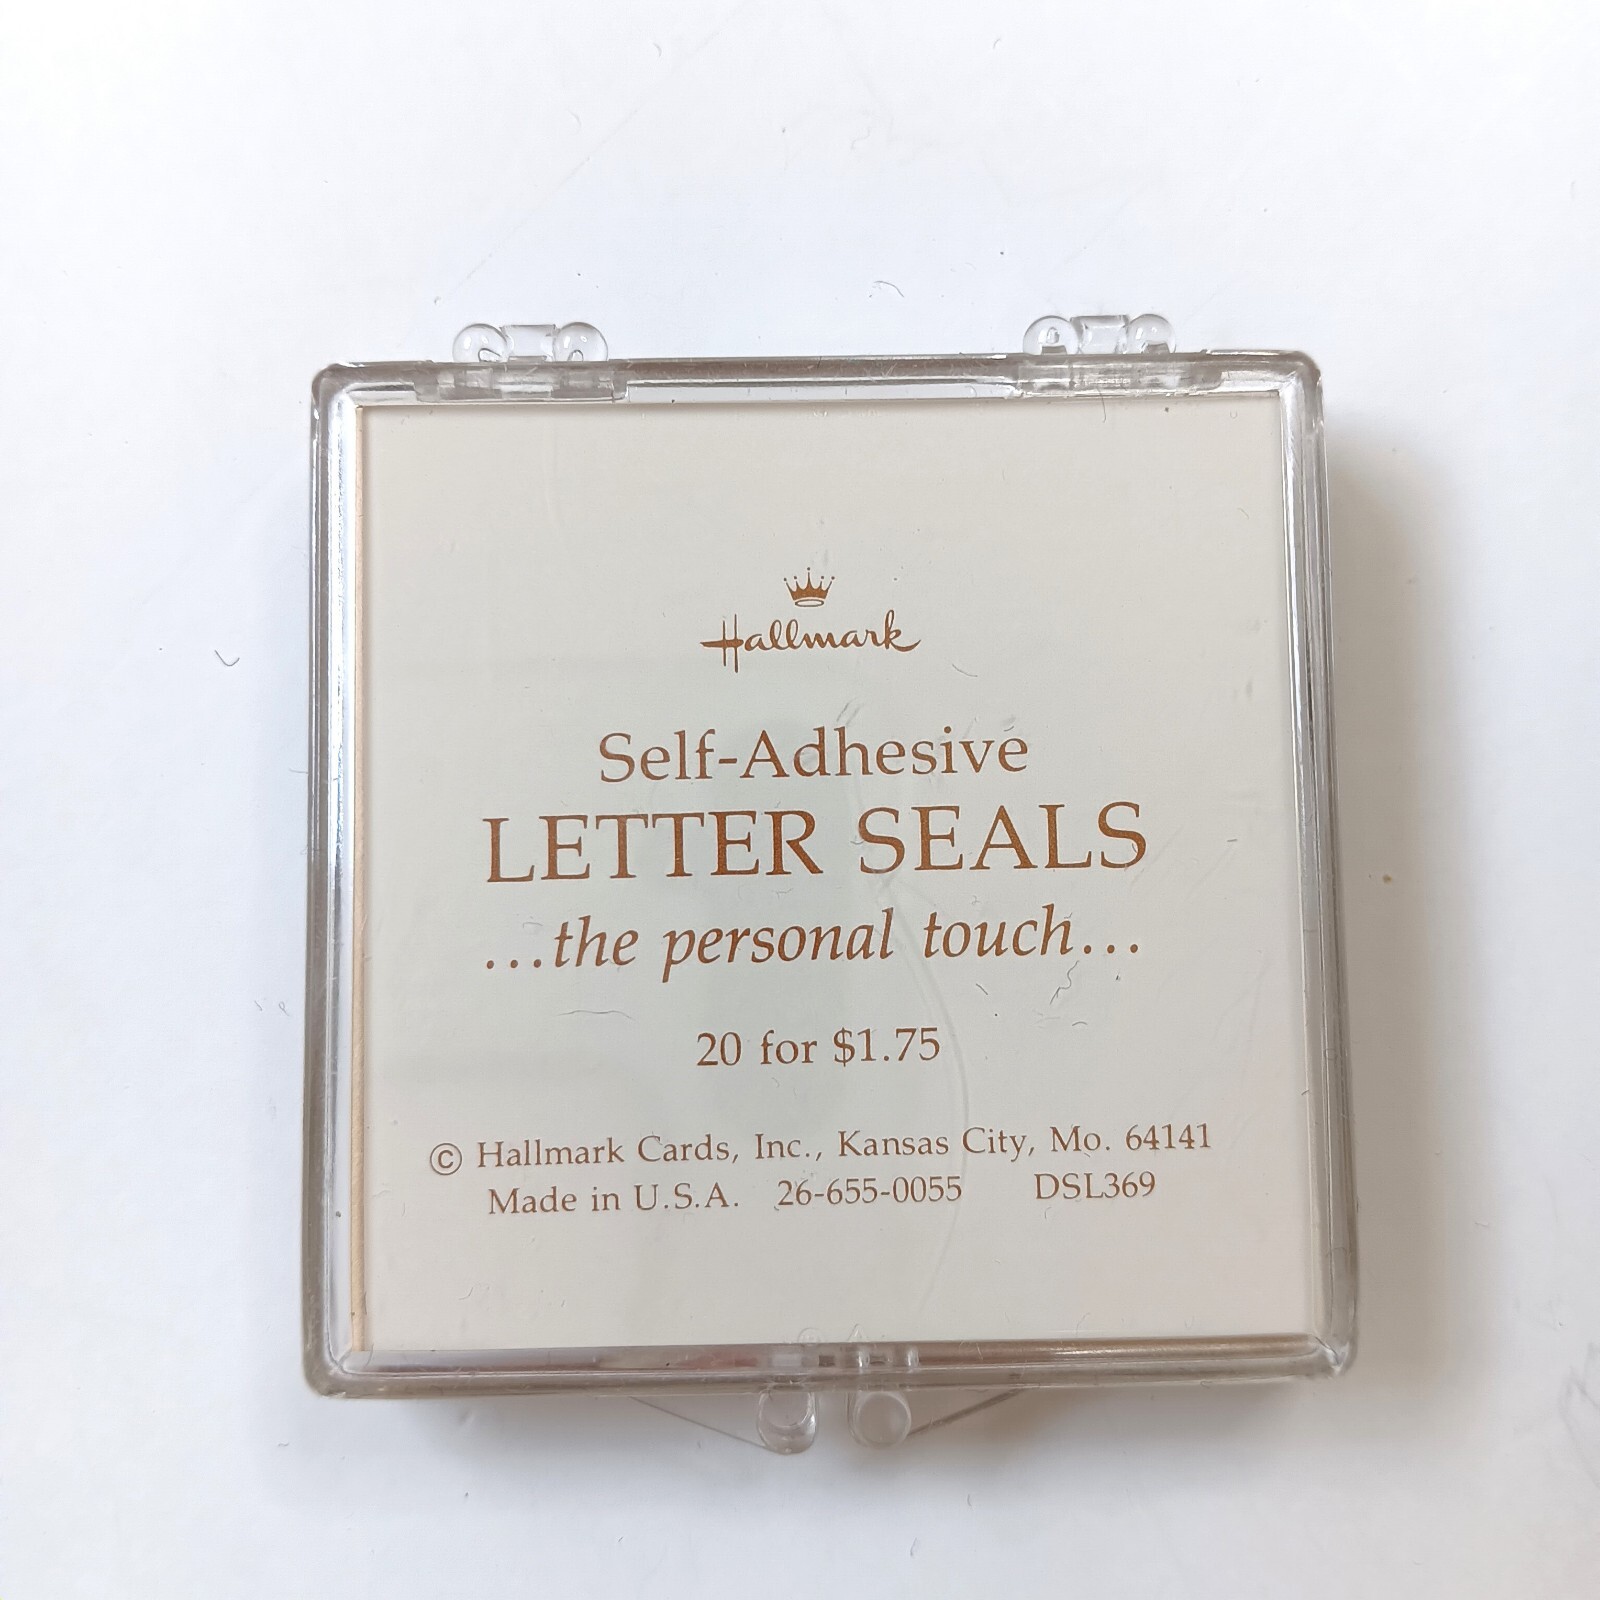 Hallmark
Self-Adhesive
LETTER SEALS
...the personal touch...
20 for $1.75
© Hallmark Cards, Inc., Kansas City, Mo. 64141
Made in U.S.A. 26-655-0055 DSL369